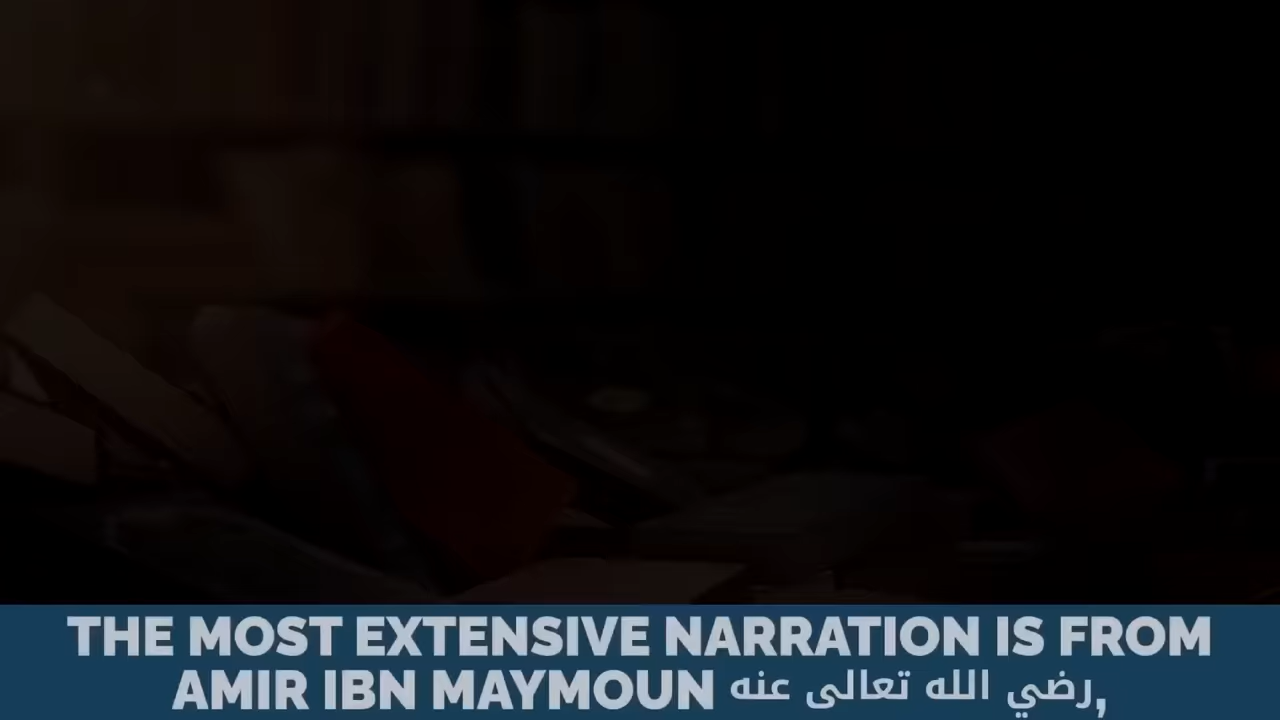 THE MOST EXTENSIVE NARRATION IS FROM
AMIR IBN MAYMOUN رضي الله تعالى عنه,